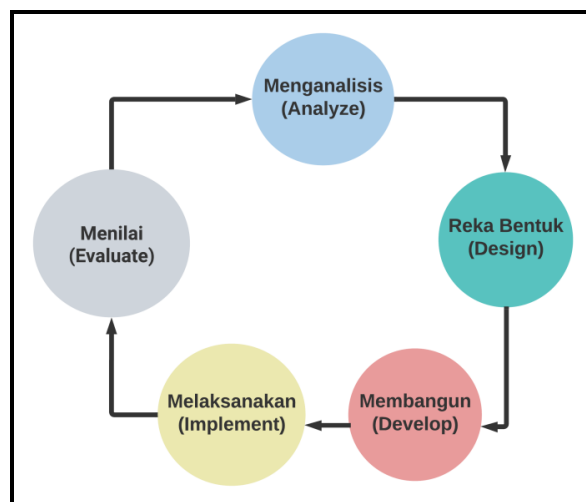 Menganalisis
(Analyze)
Reka Bentuk
(Design)
Membangun
(Develop)
Melaksanakan
(Implement)
Menilai
(Evaluate)